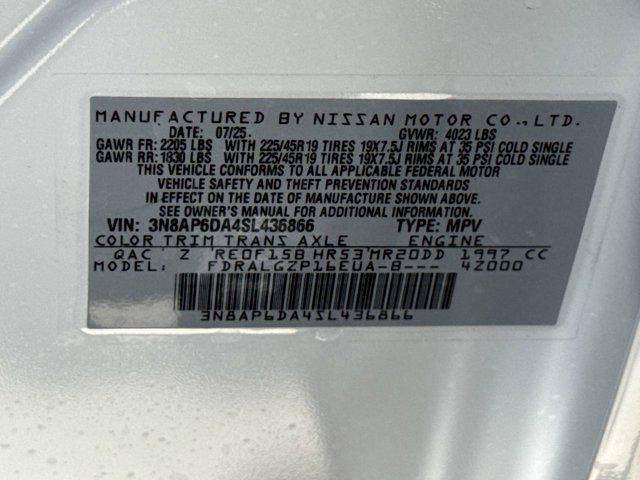 MANUFACTURED BY NISSAN MOTOR CO.,LTD.
DATE: 07/25. GVWR: 4023 LBS
GAWR FR: 2205 LBS WITH 225/45R19 TIRES 19X7.5J RIMS AT 35 PSI COLD SINGLE
GAWR RR: 1830 LBS WITH 225/45R19 TIRES 19X7.5J RIMS AT 35 PSI COLD SINGLE
THIS VEHICLE CONFORMS TO ALL APPLICABLE FEDERAL MOTOR
VEHICLE SAFETY AND THEFT PREVENTION STANDARDS
IN EFFECT ON THE DATE OF MANUFACTURE SHOWN ABOVE.
SEE OWNER'S MANUAL FOR ADDITIONAL INFORMATION.
VIN: 3N8AP6DA4SL436866 TYPE: MPV
COLOR TRIM TRANS AXLE ENGINE
QAC Z RE0F15B HR53 MR20DD 1997 CC
MODEL: FDRALGZP16EUA-B--- 4Z000
3N8AP6DA4SL436866